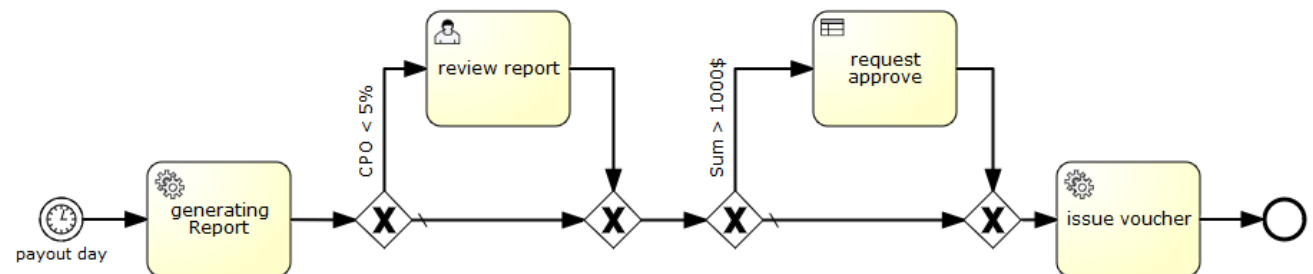 payout day
generating
Report
CPO < 5%
review report
Sum > 1000$
request
approve
issue voucher